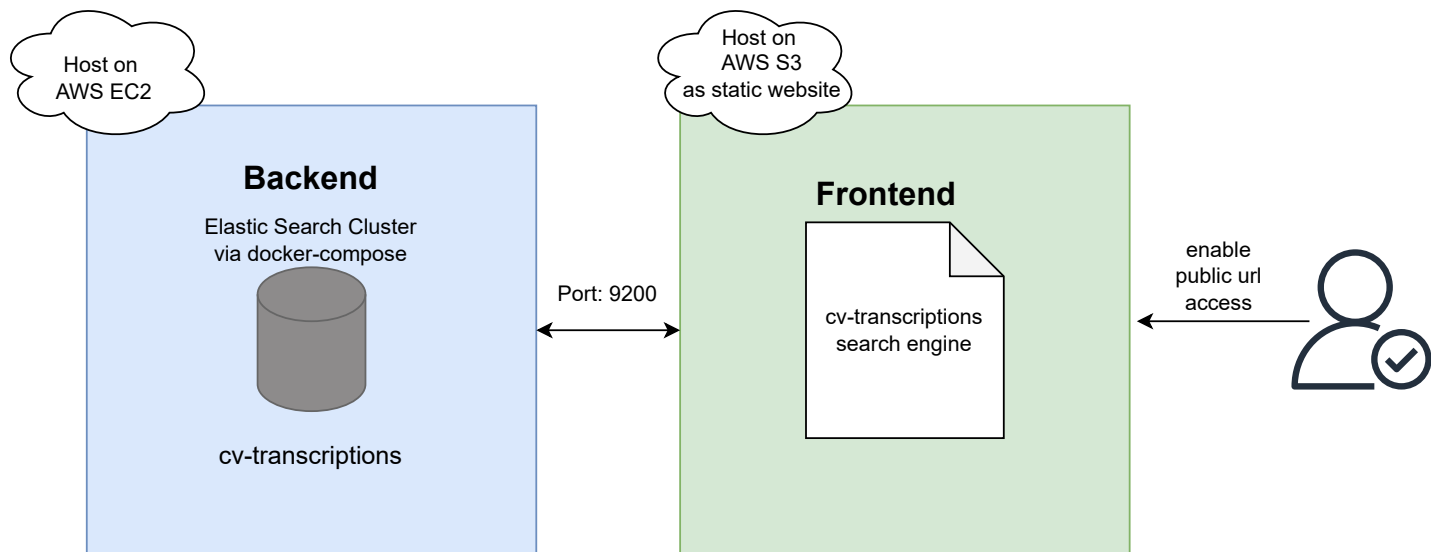 Host on
AWS EC2
Host on
AWS S3
as static website
Backend
Elastic Search Cluster
via docker-compose
cv-transcriptions
Port: 9200
Frontend
cv-transcriptions
search engine
enable
public url
access